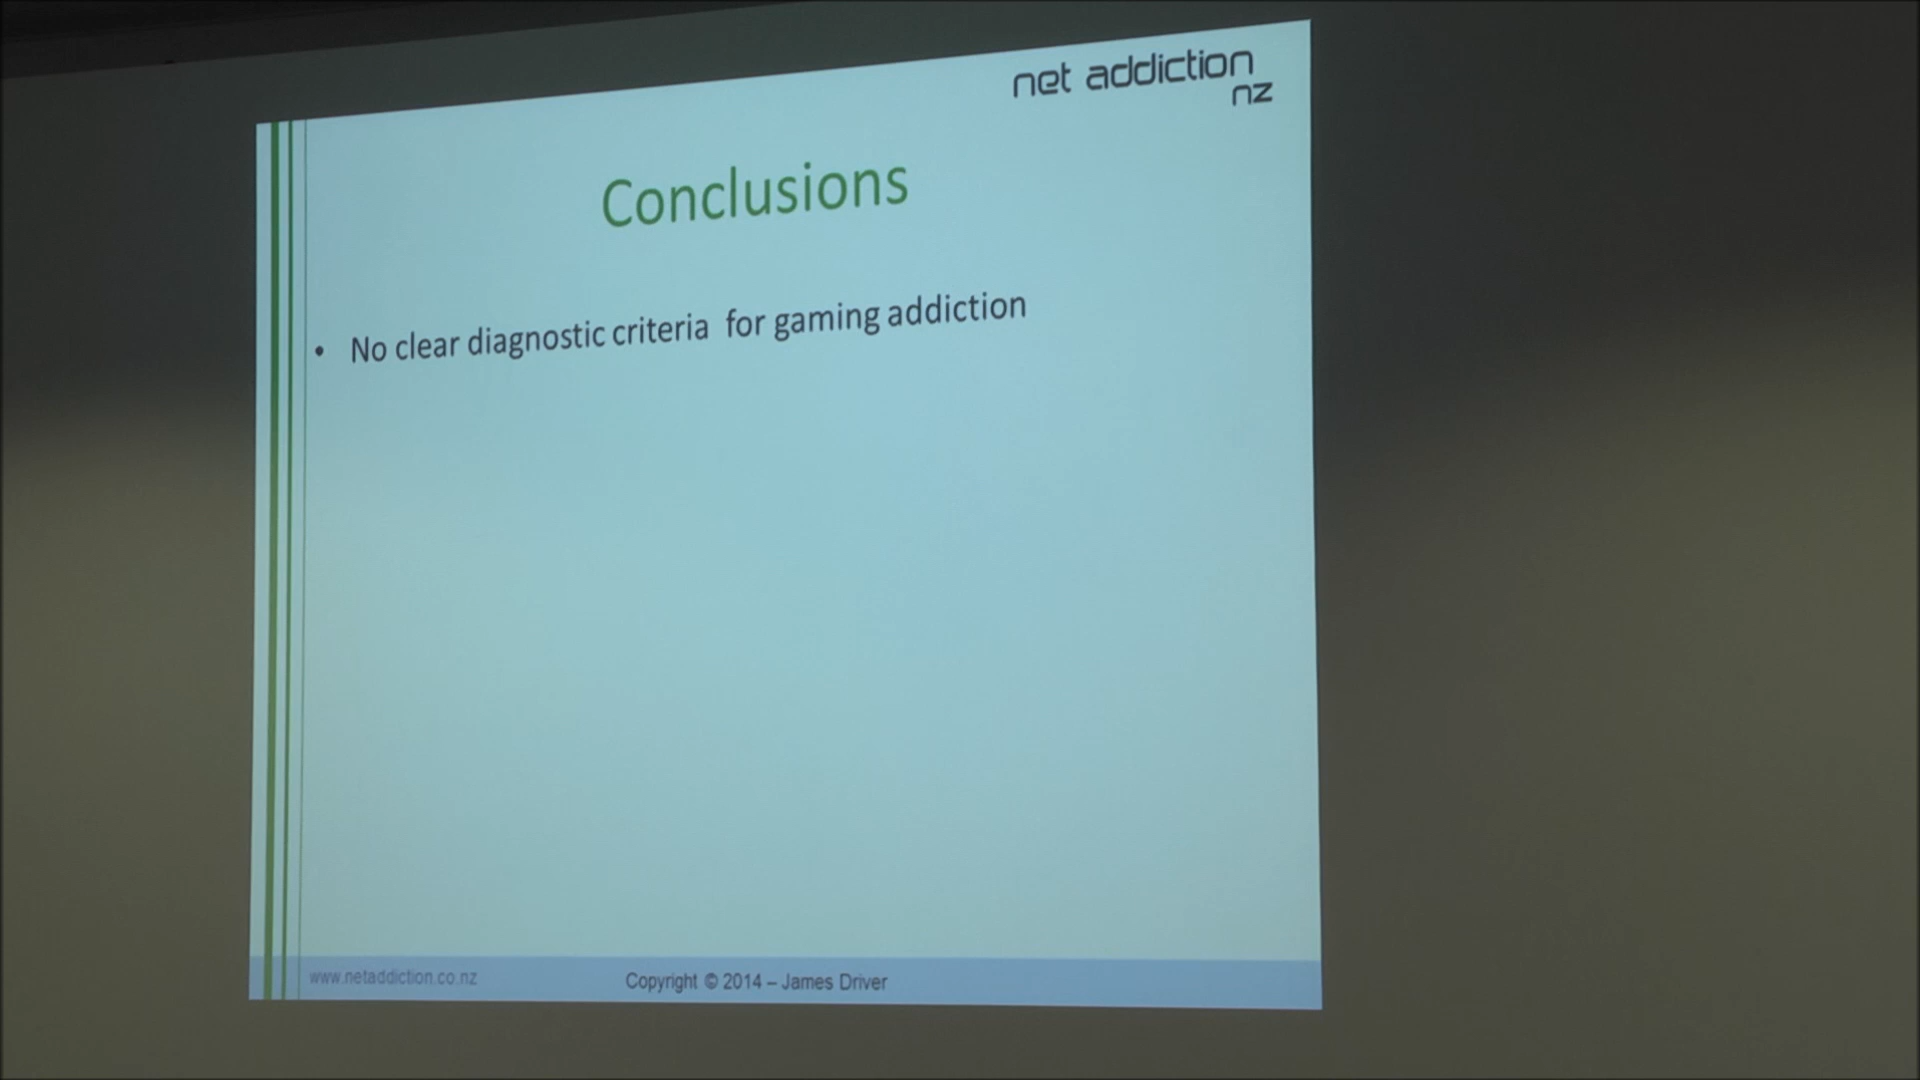 net addiction
nz
Conclusions
• No clear diagnostic criteria for gaming addiction
www.netaddiction.co.nz
Copyright © 2014 – James Driver